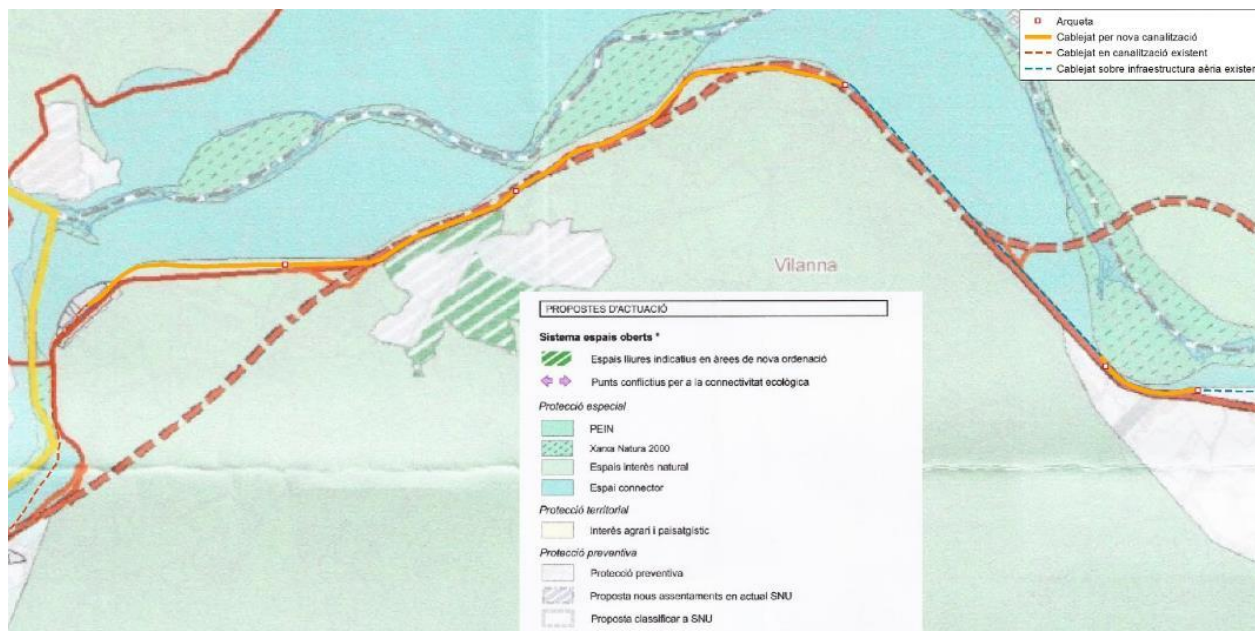 Arqueta
Cablejat per nova canalització
Cablejat en canalització existent
Cablejat sobre infraestructura aèria existen
Vilanna
PROPOSTES D'ACTUACIÓ
Sistema espais oberts *
Espais lliures indicatius en àrees de nova ordenació
Punts conflictius per a la connectivitat ecològica
Protecció especial
PEIN
Xarxa Natura 2000
Espais interès natural
Espai connector
Protecció territorial
Interès agrari i paisatgístic
Protecció preventiva
Protecció preventiva
Proposta nous assentaments en actual SNU
Proposta classificar a SNU